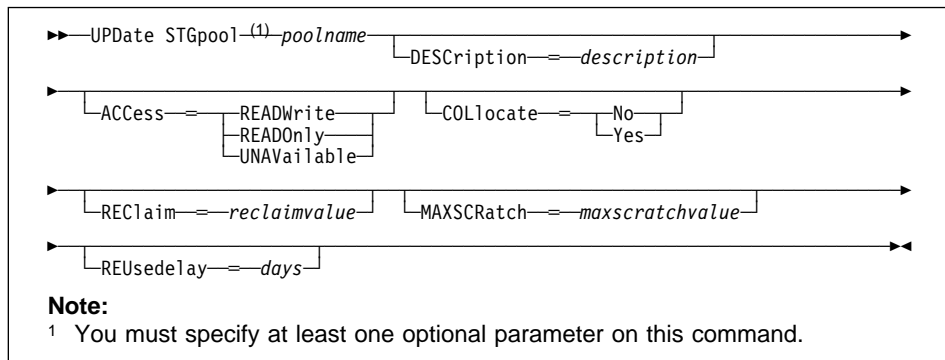 UPDate STGpool (1) poolname DESCription = description
ACCess = READWrite READOnly UNAVailable COLlocate = No Yes
REClaim = reclaimvalue MAXSCRatch = maxscratchvalue
REUsedelay = days
Note:
1 You must specify at least one optional parameter on this command.